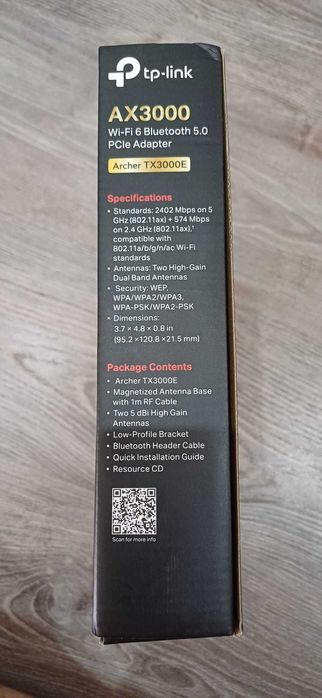 tp-link
AX3000
Wi-Fi 6 Bluetooth 5.0
PCIe Adapter
Archer TX3000E
Specifications
• Standards: 2402 Mbps on 5
GHz (802.11ax) + 574 Mbps
on 2.4 GHz (802.11ax),†
compatible with
802.11a/b/g/n/ac Wi-Fi
standards
• Antennas: Two High-Gain
Dual Band Antennas
• Security: WEP,
WPA/WPA2/WPA3,
WPA-PSK/WPA2-PSK
• Dimensions:
3.7 × 4.8 × 0.8 in
(95.2 ×120.8 ×21.5 mm)
Package Contents
• Archer TX3000E
• Magnetized Antenna Base
with 1m RF Cable
• Two 5 dBi High Gain
Antennas
• Low-Profile Bracket
• Bluetooth Header Cable
• Quick Installation Guide
• Resource CD
Scan for more info